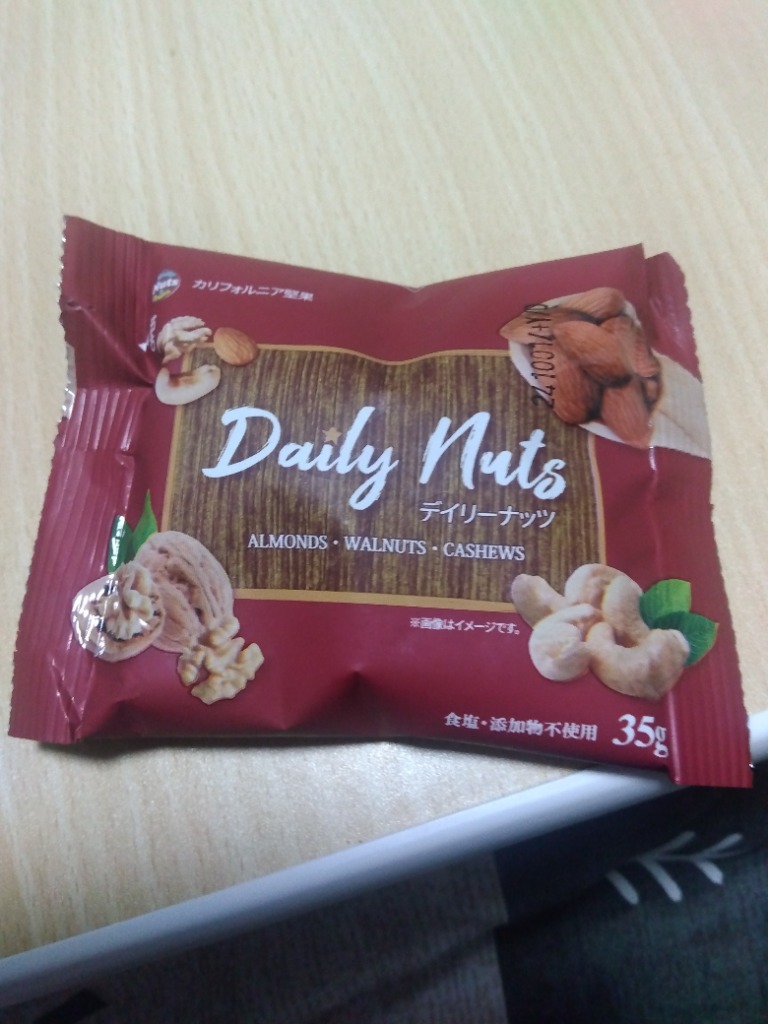 Nuts
カリフォルニア堅果
Daily Nuts
デイリーナッツ
ALMONDS・WALNUTS・CASHEWS
※画像はイメージです。
食塩・添加物不使用 35g